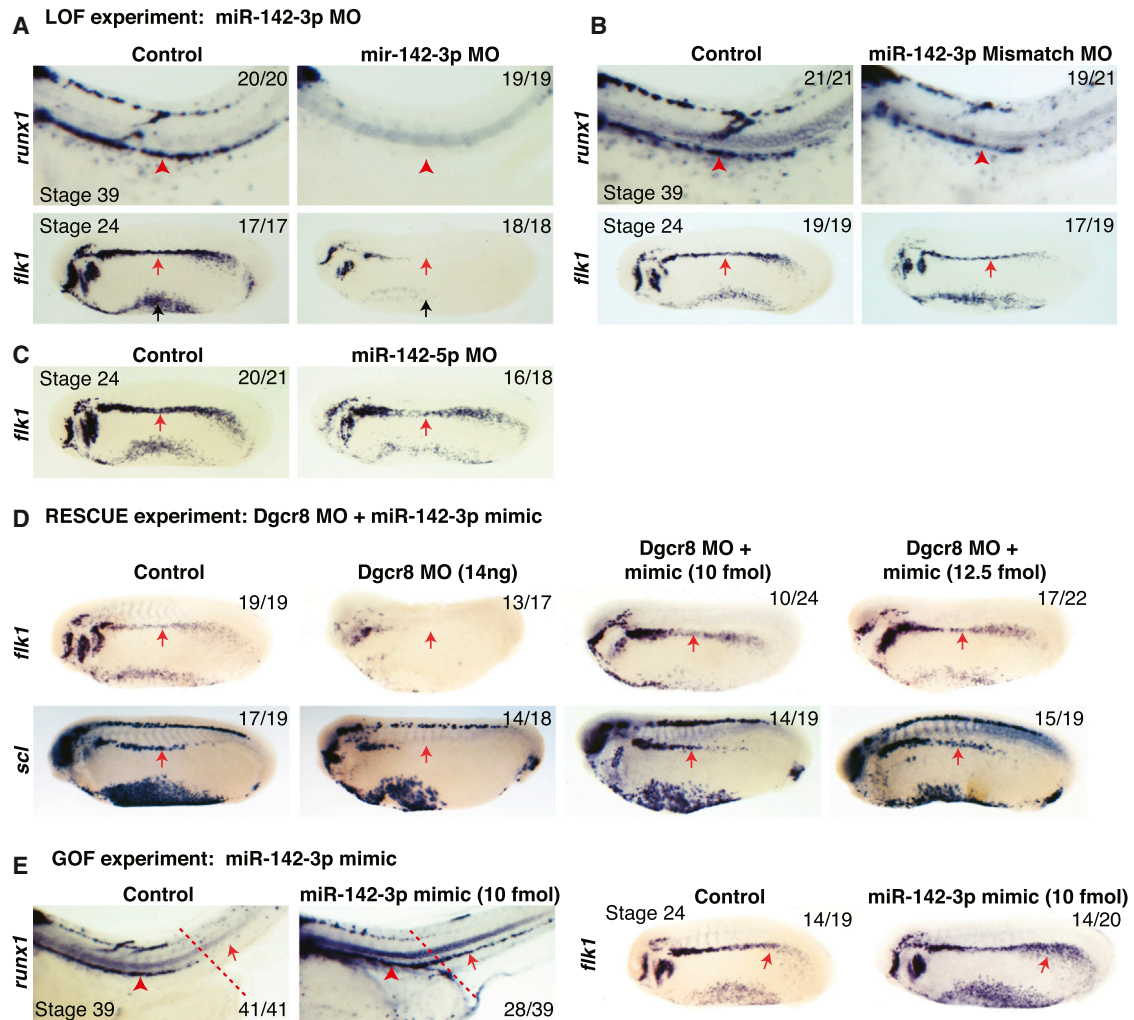 A LOF experiment: miR-142-3p MO
Control
mir-142-3p MO
runx1
20/20
19/19
Stage 39
flk1
Stage 24
17/17
18/18
B
Control
miR-142-3p Mismatch MO
runx1
21/21
19/21
Stage 39
flk1
Stage 24
19/19
17/19
C
Control
miR-142-5p MO
flk1
Stage 24
20/21
16/18
D RESCUE experiment: Dgcr8 MO + miR-142-3p mimic
Control
Dgcr8 MO (14ng)
Dgcr8 MO +
mimic (10 fmol)
Dgcr8 MO +
mimic (12.5 fmol)
flk1
19/19
13/17
10/24
17/22
scl
17/19
14/18
14/19
15/19
E GOF experiment: miR-142-3p mimic
Control
miR-142-3p mimic (10 fmol)
runx1
Stage 39
41/41
28/39
Control
miR-142-3p mimic (10 fmol)
flk1
Stage 24
14/19
14/20